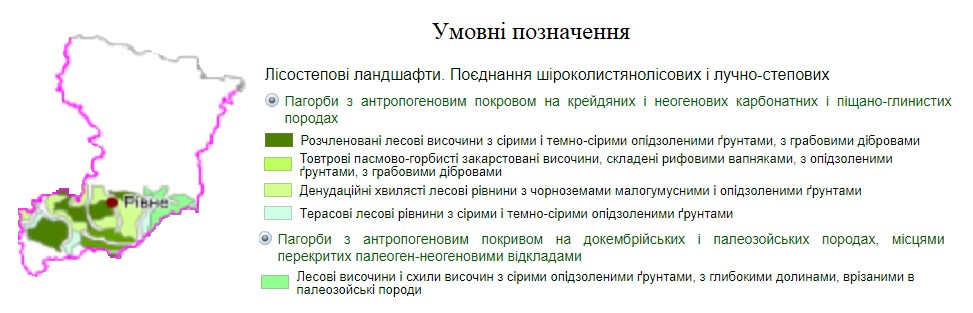 Умовні позначення
Лісостепові ландшафти. Поєднання шіроколистянолісових і лучно-степових
Пагорби з антропогеновим покровом на крейдяних і неогенових карбонатних і піщано-глинистих
породах
Розчленовані лесові височини з сірими і темно-сірими опідзоленими ґрунтами, з грабовими дібровами
Товтрові пасмово-горбисті закарстовані височини, складені рифовими вапняками, з опідзоленими
ґрунтами, з грабовими дібровами
Денудаційні хвилясті лесові рівнини з чорноземами малогумусними и опідзоленими ґрунтами
Терасові лесові рівнини з сірими и темно-сірими опідзоленими ґрунтами
Рівне
Пагорби з антропогеновим покривом на докембрійських і палеозойських породах, місцями
перекритих палеоген-неогеновими відкладами
Лесові височини и схили височин з сірими опідзоленими ґрунтами, з глибокими долинами, врізаними в
палеозойські породи